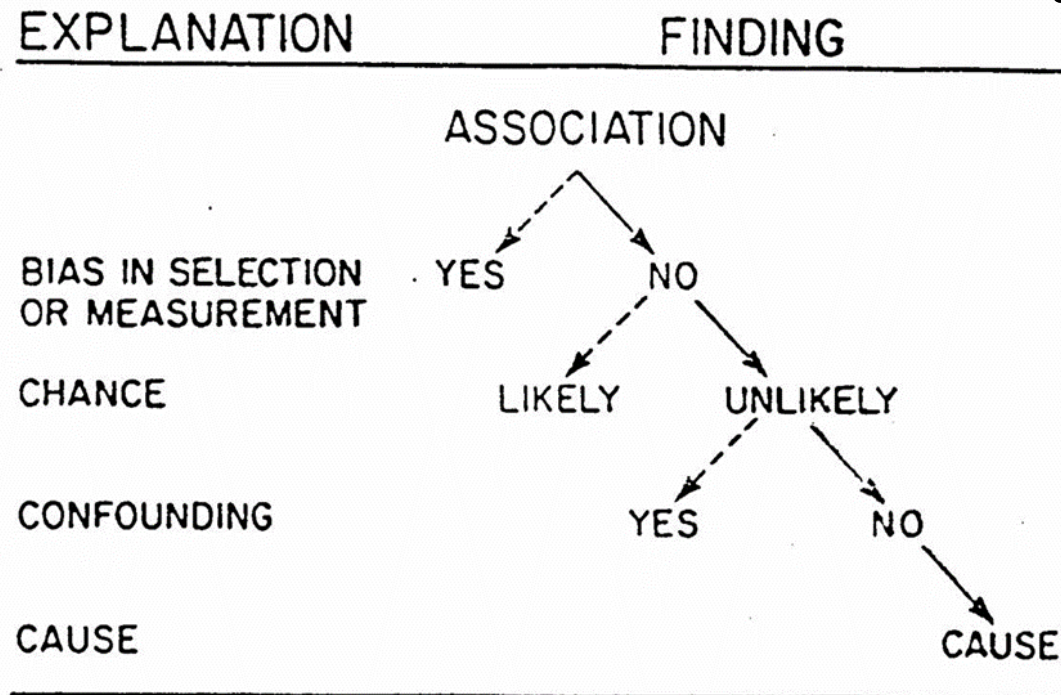 EXPLANATION FINDING
ASSOCIATION
BIAS IN SELECTION OR MEASUREMENT YES NO
CHANCE LIKELY UNLIKELY
CONFOUNDING YES NO
CAUSE CAUSE